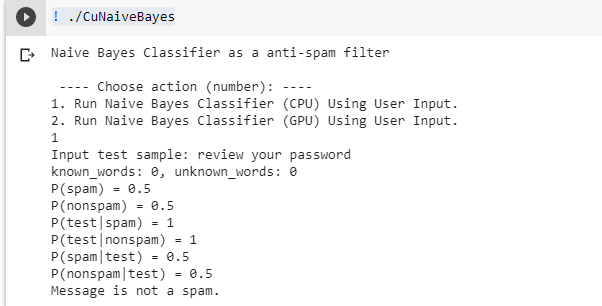 ! ./CuNaiveBayes
Naive Bayes Classifier as a anti-spam filter
---- Choose action (number): ----
1. Run Naive Bayes Classifier (CPU) Using User Input.
2. Run Naive Bayes Classifier (GPU) Using User Input.
1
Input test sample: review your password
known_words: 0, unknown_words: 0
P(spam) = 0.5
P(nonspam) = 0.5
P(test|spam) = 1
P(test|nonspam) = 1
P(spam|test) = 0.5
P(nonspam|test) = 0.5
Message is not a spam.